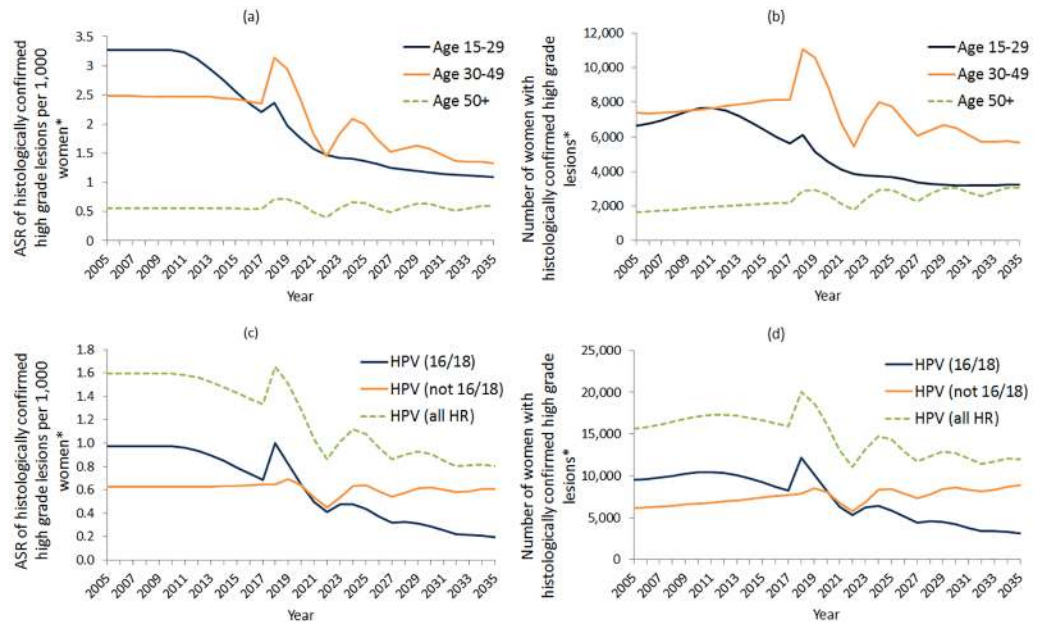 (a)
ASR of histologically confirmed
high grade lesions per 1,000
women*
3.5
3
2.5
2
1.5
1
0.5
0
Age 15-29
Age 30-49
Age 50+
2005
2007
2009
2011
2013
2015
2017
2019
2021
2023
2025
2027
2029
2031
2033
2035
Year
(b)
Number of women with
histologically confirmed high grade
lesions*
12,000
10,000
8,000
6,000
4,000
2,000
0
Age 15-29
Age 30-49
Age 50+
2005
2007
2009
2011
2013
2015
2017
2019
2021
2023
2025
2027
2029
2031
2033
2035
Year
(c)
ASR of histologically confirmed
high grade lesions per 1,000
women*
1.8
1.6
1.4
1.2
1.0
0.8
0.6
0.4
0.2
0.0
HPV (16/18)
HPV (not 16/18)
HPV (all HR)
2005
2007
2009
2011
2013
2015
2017
2019
2021
2023
2025
2027
2029
2031
2033
2035
Year
(d)
Number of women with
histologically confirmed high grade
lesions*
25,000
20,000
15,000
10,000
5,000
0
HPV (16/18)
HPV (not 16/18)
HPV (all HR)
2005
2007
2009
2011
2013
2015
2017
2019
2021
2023
2025
2027
2029
2031
2033
2035
Year